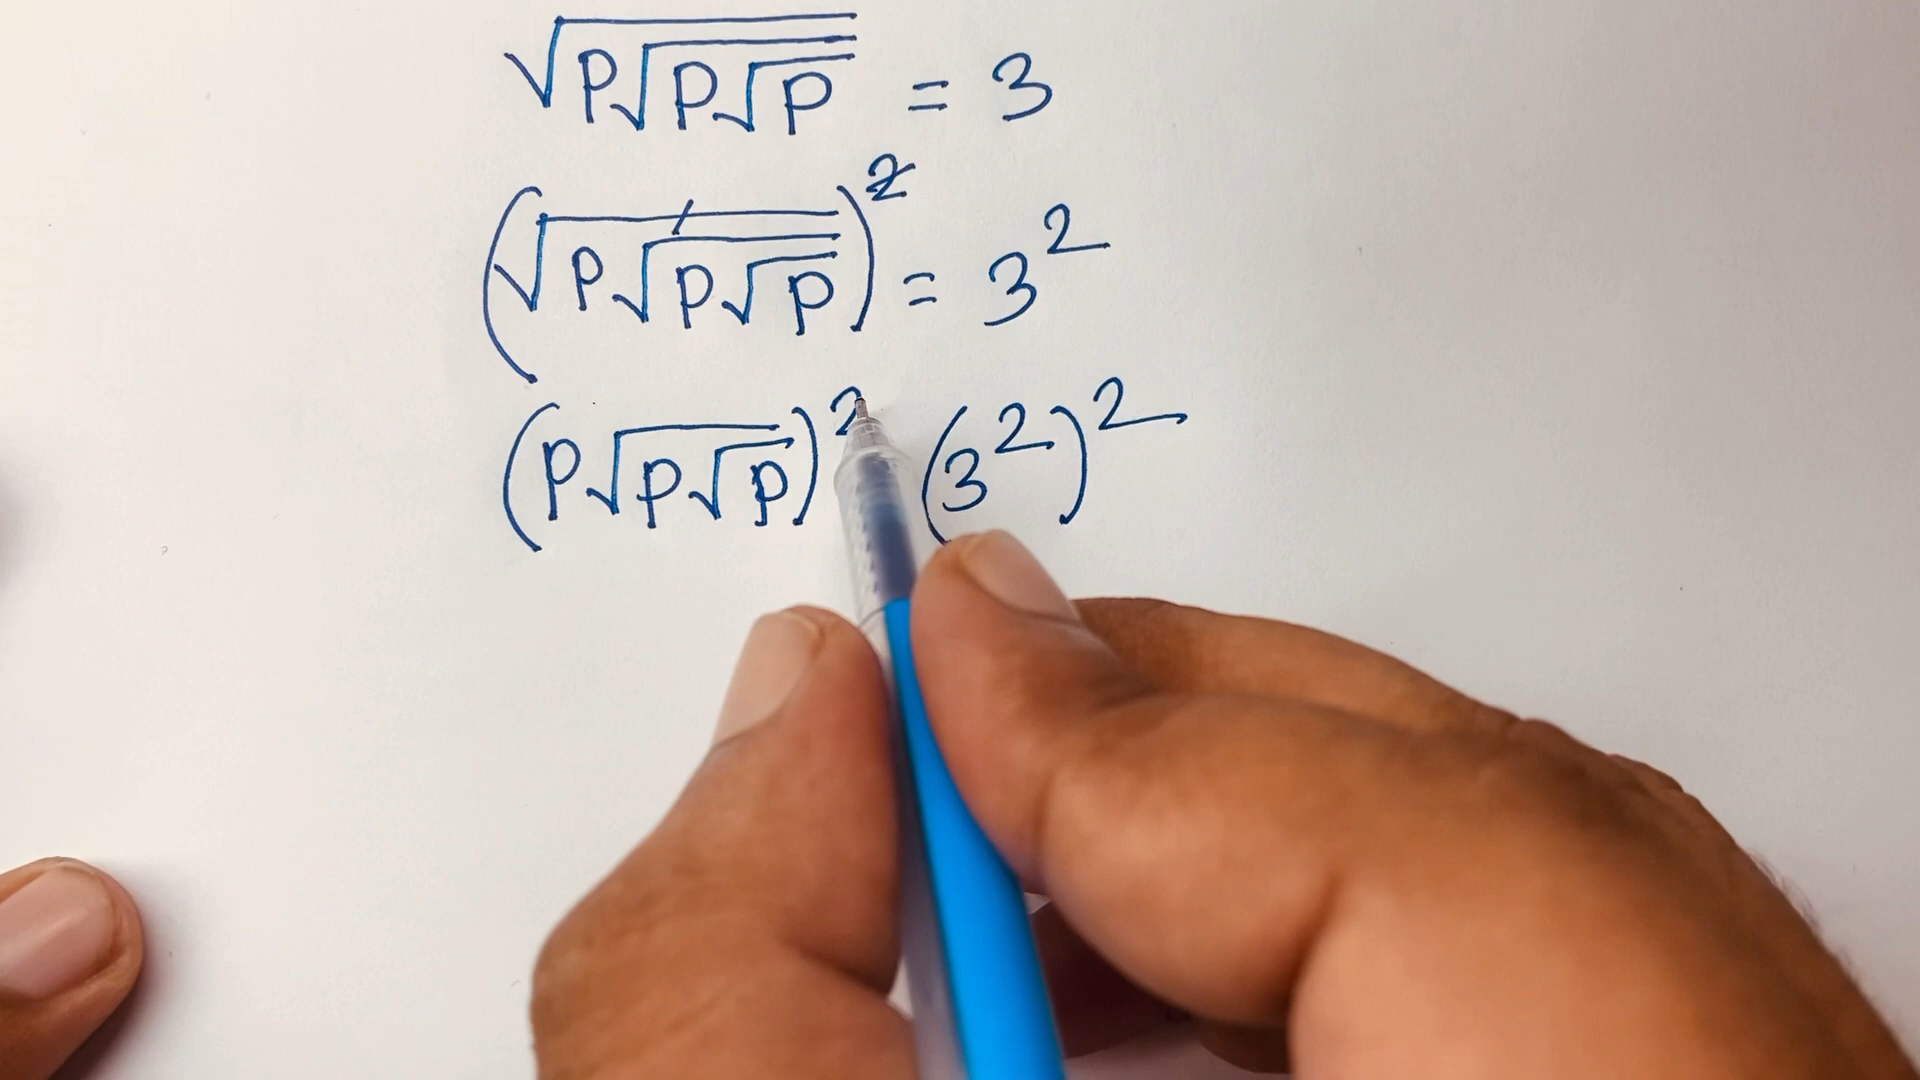 √(P√(P√P)) = 3
(√(P√(P√P)))² = 3²
(P√(P√P))² (3²)²